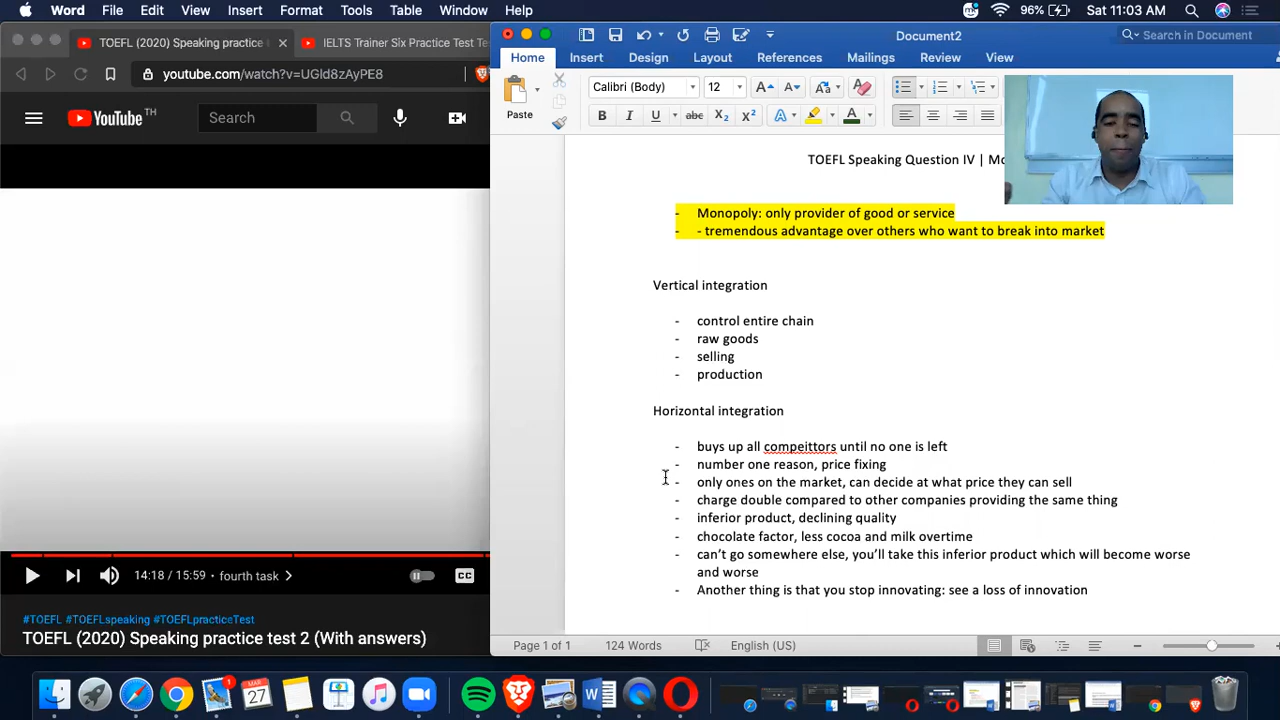 Word File Edit View Insert Format Tools Table Window Help 96% Sat 11:03 AM
TOEFL (2020) Speaking practice
IELTS Trainer Six Practice Test Te
youtube.com/watch?v=UGld8zAyPE8
YouTube TH
Search
Document2
Search in Document
Home Insert Design Layout References Mailings Review View
Paste
Calibri (Body) 12
B I U abc X2 X2 A A
TOEFL Speaking Question IV | Mo
- Monopoly: only provider of good or service
- - tremendous advantage over others who want to break into market
Vertical integration
- control entire chain
- raw goods
- selling
- production
Horizontal integration
- buys up all compeittors until no one is left
- number one reason, price fixing
- only ones on the market, can decide at what price they can sell
- charge double compared to other companies providing the same thing
- inferior product, declining quality
- chocolate factor, less cocoa and milk overtime
- can't go somewhere else, you'll take this inferior product which will become worse
and worse
- Another thing is that you stop innovating: see a loss of innovation
14:18 / 15:59 • fourth task
CC
#TOEFL #TOEFLspeaking #TOEFLpracticeTest
TOEFL (2020) Speaking practice test 2 (With answers)
Page 1 of 1 124 Words English (US)
MAR
27
1